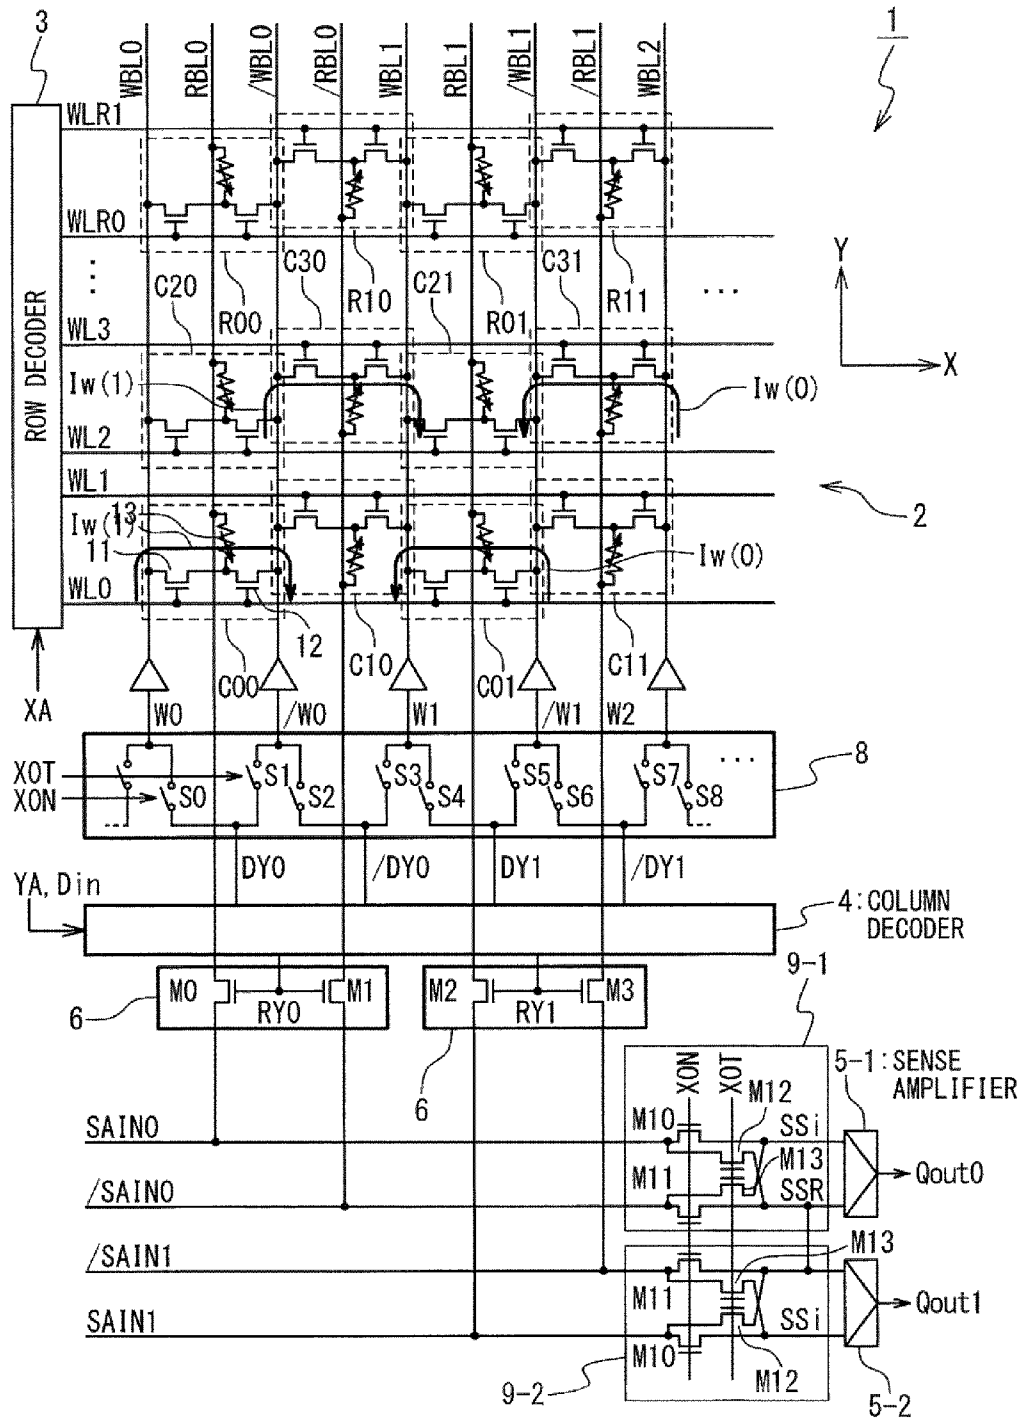 3
WBL0
RBL0
/WBL0
/RBL0
WBL1
RBL1
/WBL1
/RBL1
WBL2
1
WLR1
WLR0
R00
R10
R01
R11
C20
C30
C21
C31
...
Y
X
ROW DECODER
WL3
Iw(1)
Iw(0)
WL2
WL1
2
Iw(1)
13
11
Iw(0)
WL0
12
C00
C10
C01
C11
XA
W0
/W0
W1
/W1
W2
8
XOT
XON
S0
S1
S2
S3
S4
S5
S6
S7
S8
...
DY0
/DY0
DY1
/DY1
YA, Din
4:COLUMN
DECODER
M0
RY0
M1
M2
RY1
M3
6
6
9-1
XON
XOT
5-1:SENSE
AMPLIFIER
M10
M12
SSi
SAIN0
M11
M13
SSR
Qout0
/SAIN0
/SAIN1
M13
M11
SAIN1
SSi
Qout1
M10
M12
9-2
5-2